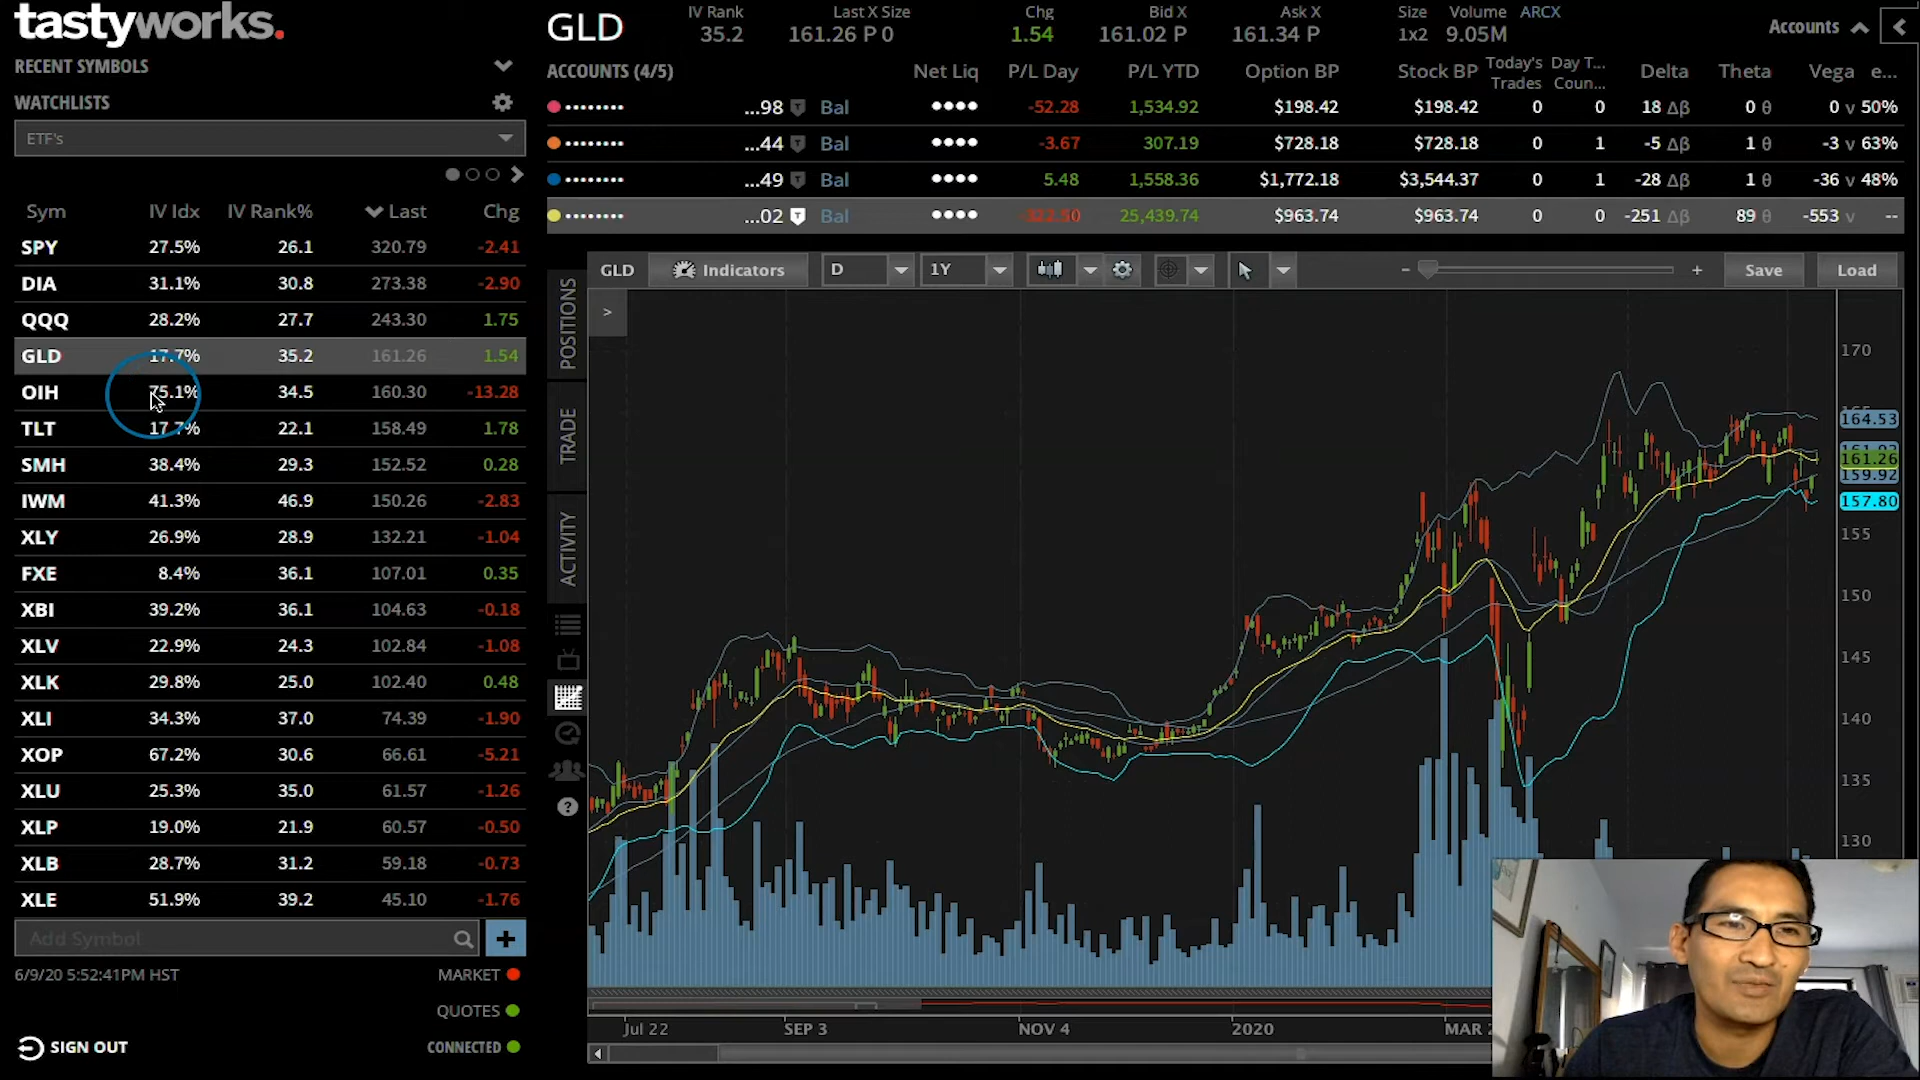 tastyworks.
RECENT SYMBOLS
WATCHLISTS
ETF's
Sym IV Idx IV Rank% Last Chg
SPY 27.5% 26.1 320.79 -2.41
DIA 31.1% 30.8 273.38 -2.90
QQQ 28.2% 27.7 243.30 1.75
GLD 17.7% 35.2 161.26 1.54
OIH 75.1% 34.5 160.30 -13.28
TLT 17.7% 22.1 158.49 1.78
SMH 38.4% 29.3 152.52 0.28
IWM 41.3% 46.9 150.26 -2.83
XLY 26.9% 28.9 132.21 -1.04
FXE 8.4% 36.1 107.01 0.35
XBI 39.2% 36.1 104.63 -0.18
XLV 22.9% 24.3 102.84 -1.08
XLK 29.8% 25.0 102.40 0.48
XLI 34.3% 37.0 74.39 -1.90
XOP 67.2% 30.6 66.61 -5.21
XLU 25.3% 35.0 61.57 -1.26
XLP 19.0% 21.9 60.57 -0.50
XLB 28.7% 31.2 59.18 -0.73
XLE 51.9% 39.2 45.10 -1.76
Add Symbol
6/9/20 5:52:41PM HST MARKET
QUOTES
SIGN OUT CONNECTED
GLD
IV Rank Last X Size Chg Bid X Ask X Size Volume ARCX
35.2 161.26 P 0 1.54 161.02 P 161.34 P 1x2 9.05M
Accounts
ACCOUNTS (4/5) Net Liq P/L Day P/L YTD Option BP Stock BP Today's Trades Day T... Coun... Delta Theta Vega e...
...98 T Bal -52.28 1,534.92 $198.42 $198.42 0 0 18 Δβ 0 θ 0 v 50%
...44 T Bal -3.67 307.19 $728.18 $728.18 0 1 -5 Δβ 1 θ -3 v 63%
...49 T Bal 5.48 1,558.36 $1,772.18 $3,544.37 0 1 -28 Δβ 1 θ -36 v 48%
...02 T Bal -322.50 25,439.74 $963.74 $963.74 0 0 -251 Δβ 89 θ -553 v --
POSITIONS
TRADE
ACTIVITY
GLD Indicators D 1Y - + Save Load
>
170
164.53
161.26
159.92
157.80
155
150
145
140
135
130
Jul 22 SEP 3 NOV 4 2020 MAR